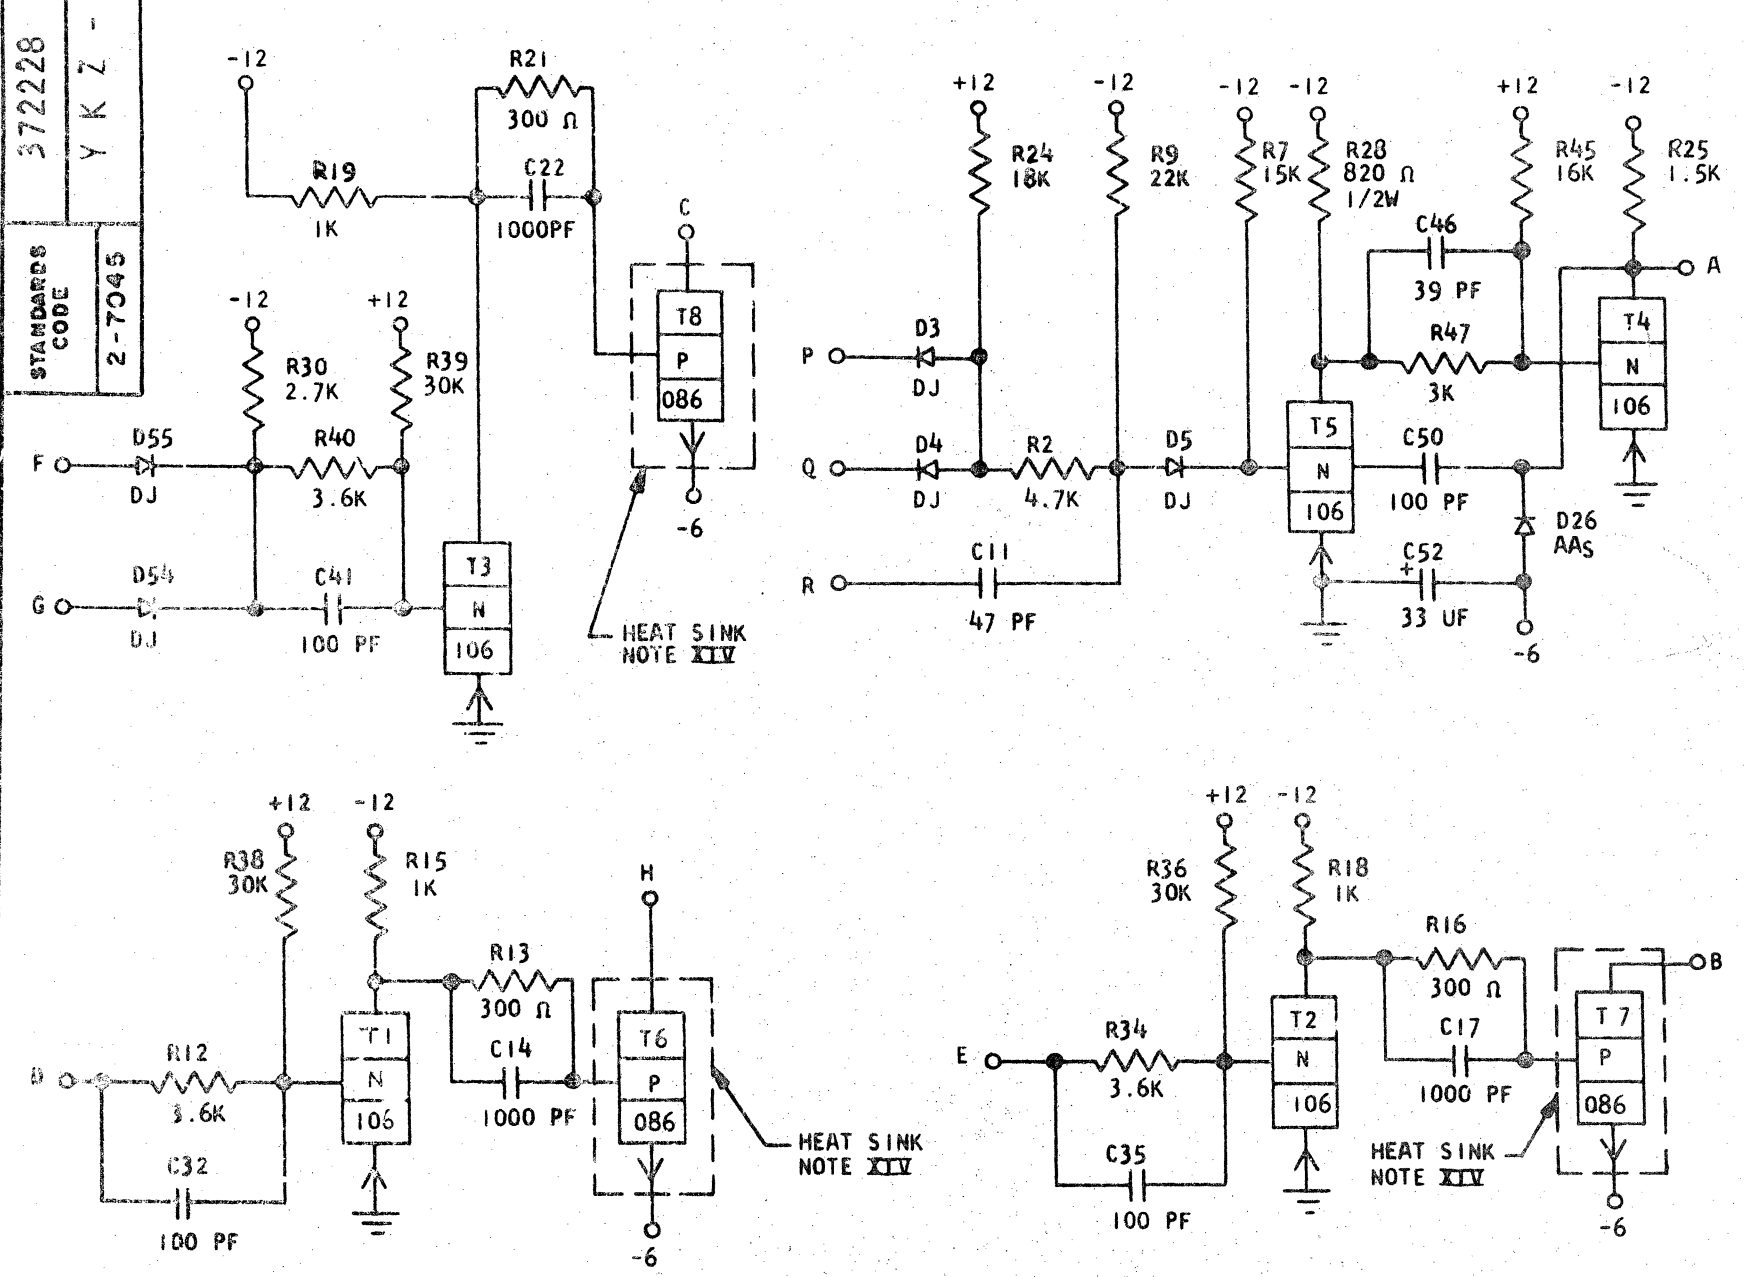 372228
Y K Z -
STANDARDS
CODE
2-7045
-12
R21
300 Ω
R19
1K
C22
1000PF
C
T8
P
086
-6
HEAT SINK
NOTE XIV
-12
+12
R30
2.7K
R39
30K
F
D55
DJ
R40
3.6K
G
D54
DJ
C41
100 PF
T3
N
106
+12
-12
-12
-12
+12
-12
R24
18K
R9
22K
R7
15K
R28
820 Ω
1/2W
R45
16K
R25
1.5K
C46
39 PF
A
P
D3
DJ
R47
3K
T4
N
106
Q
D4
DJ
R2
4.7K
D5
DJ
T5
N
106
C50
100 PF
D26
AAS
R
C11
47 PF
C52
+
33 UF
-6
+12
-12
R38
30K
R15
1K
H
R13
300 Ω
D
R12
3.6K
T1
N
106
C14
1000 PF
T6
P
086
C32
100 PF
HEAT SINK
NOTE XIV
-6
+12
-12
R36
30K
R18
1K
R16
300 Ω
B
E
R34
3.6K
T2
N
106
C17
1000 PF
T7
P
086
C35
100 PF
HEAT SINK
NOTE XIV
-6